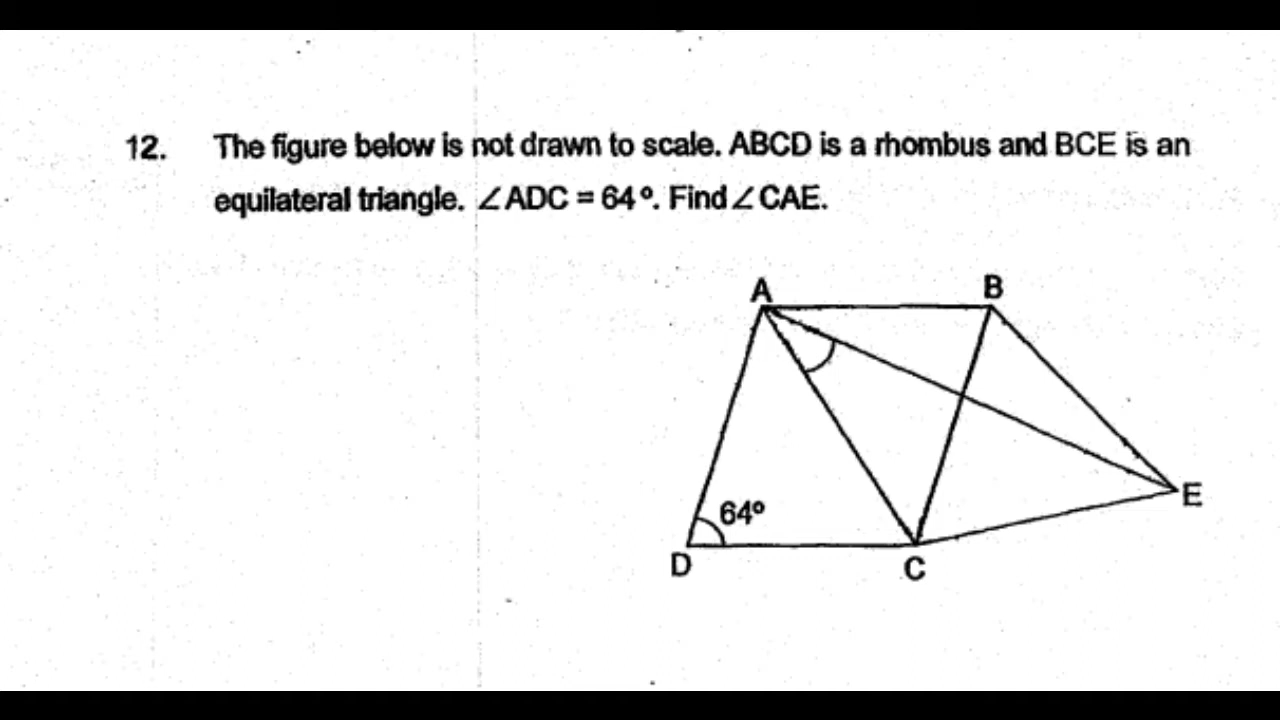 12. The figure below is not drawn to scale. ABCD is a rhombus and BCE is an
equilateral triangle. ∠ADC = 64°. Find ∠CAE.
A
B
64°
E
D
C